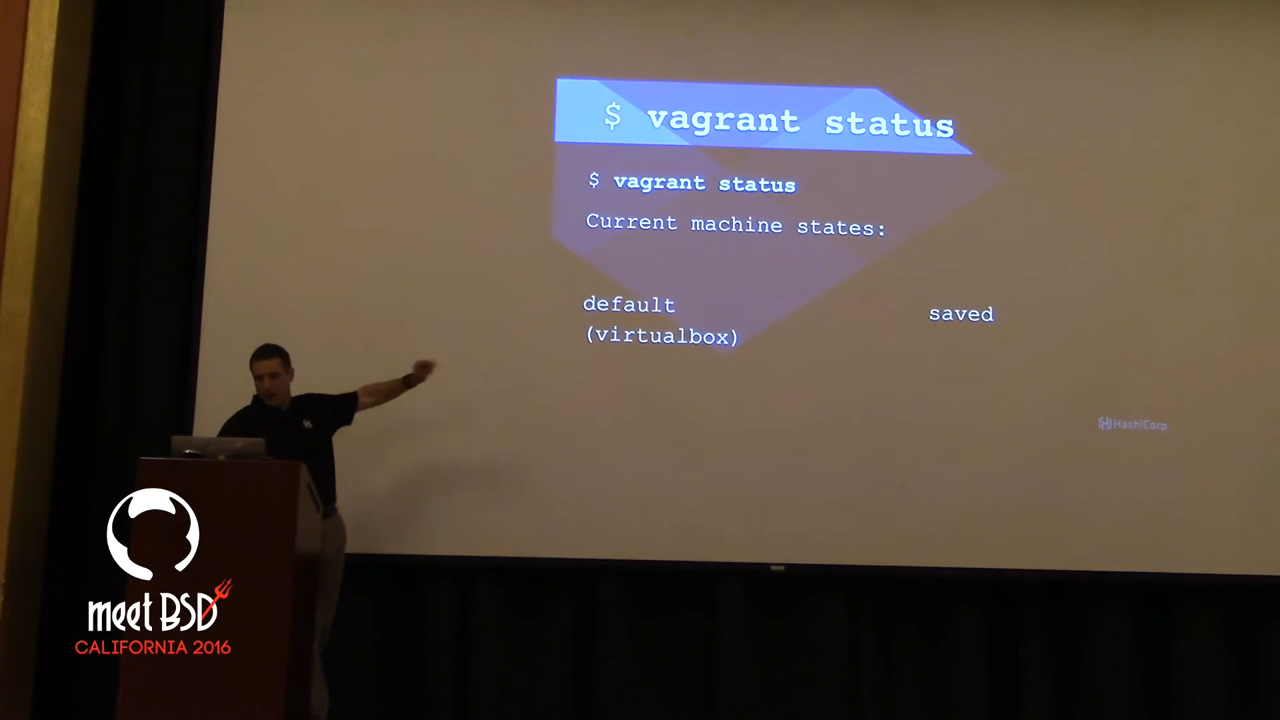 $ vagrant status
$ vagrant status
Current machine states:
default saved
(virtualbox)
HashiCorp
meet BSD
CALIFORNIA 2016